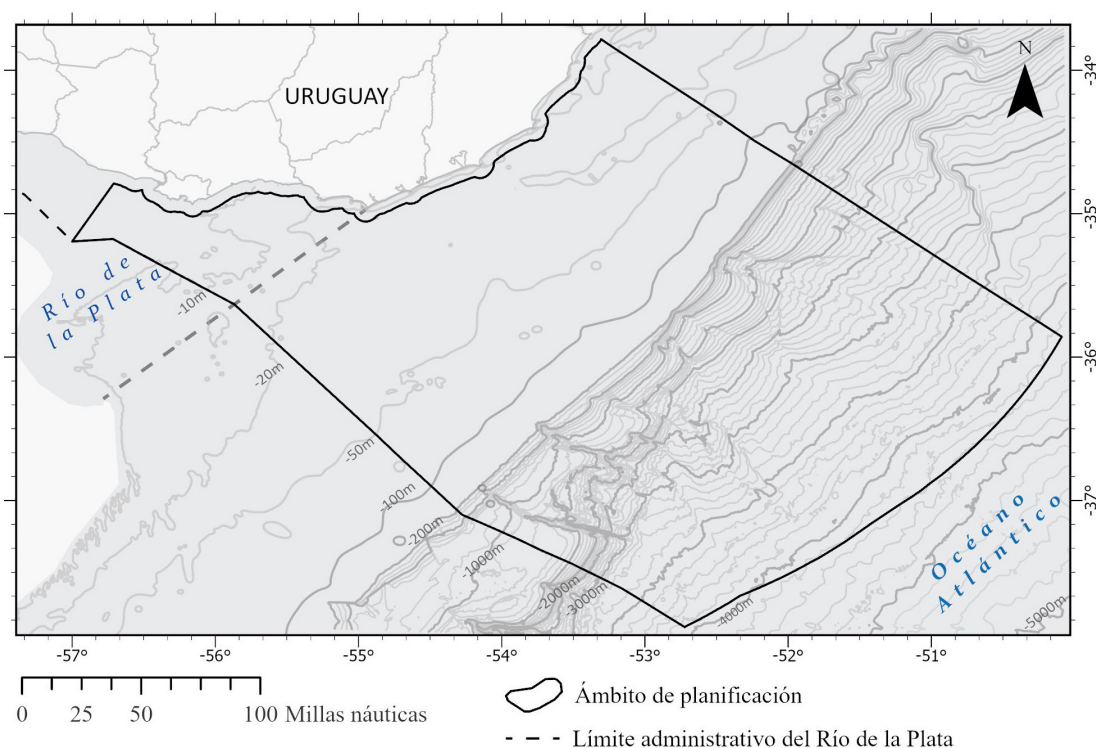 N
URUGUAY
-34°
-35°
-36°
-37°
Río de
la Plata
-10m
-20m
-50m
-100m
-200m
-1000m
-2000m
-3000m
-4000m
-5000m
Océano
Atlántico
-57° -56° -55° -54° -53° -52° -51°
0 25 50 100 Millas náuticas
Ámbito de planificación
Límite administrativo del Río de la Plata